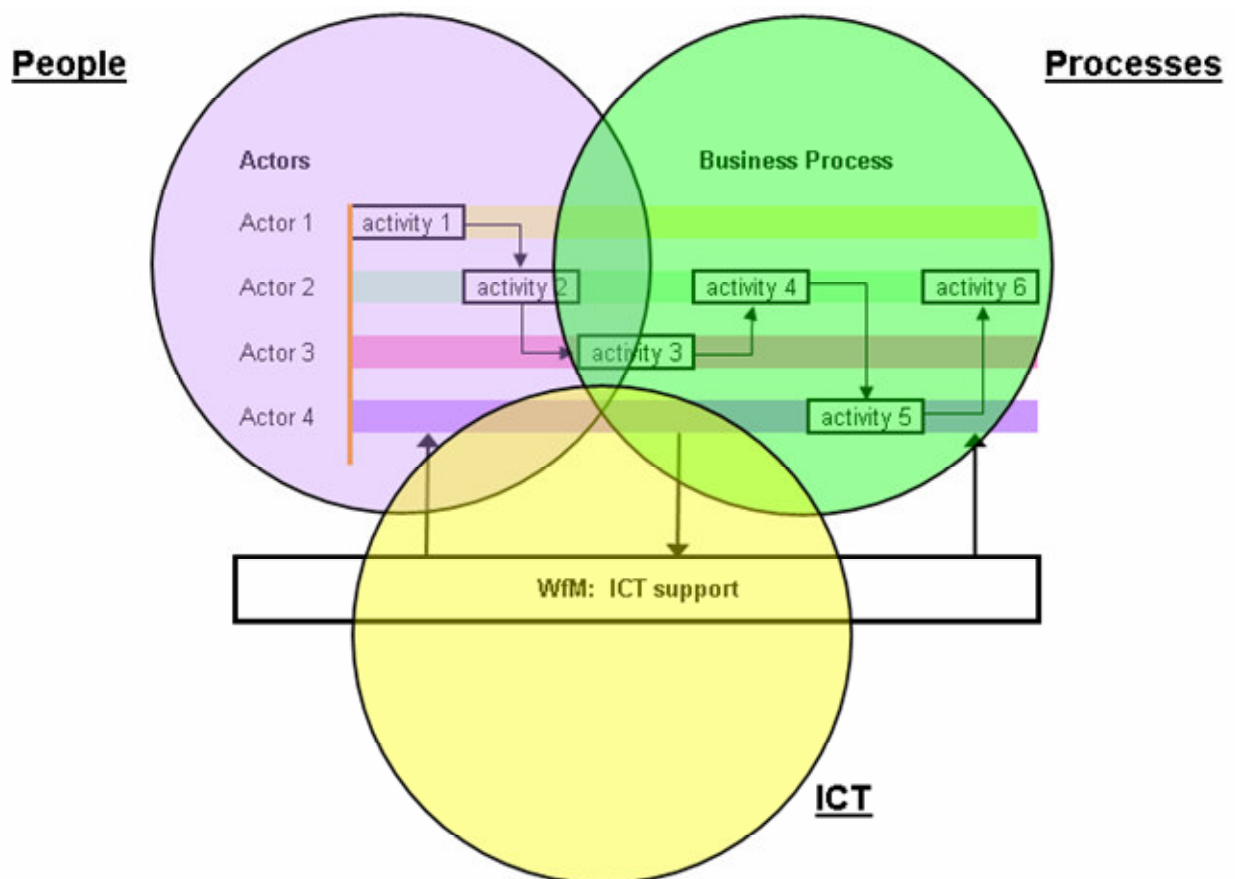 People
Processes
Actors
Business Process
Actor 1
activity 1
Actor 2
activity 2
activity 4
activity 6
Actor 3
activity 3
Actor 4
activity 5
WfM: ICT support
ICT